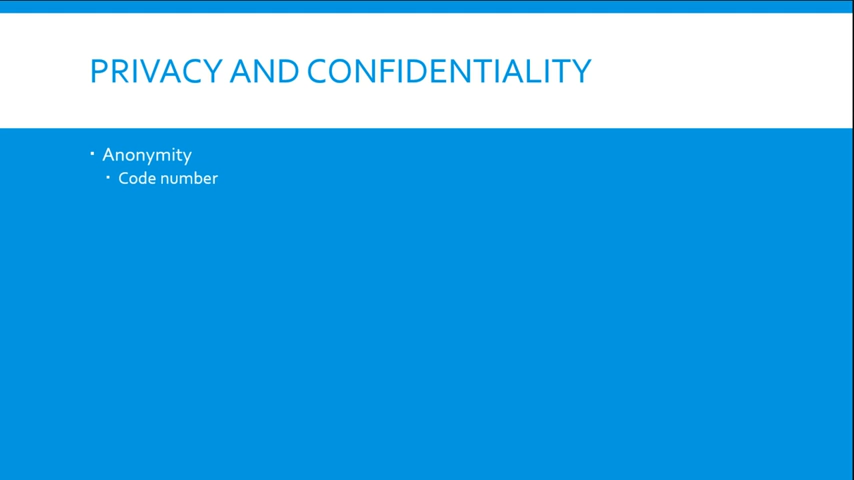 PRIVACY AND CONFIDENTIALITY
▪ Anonymity
▪ Code number